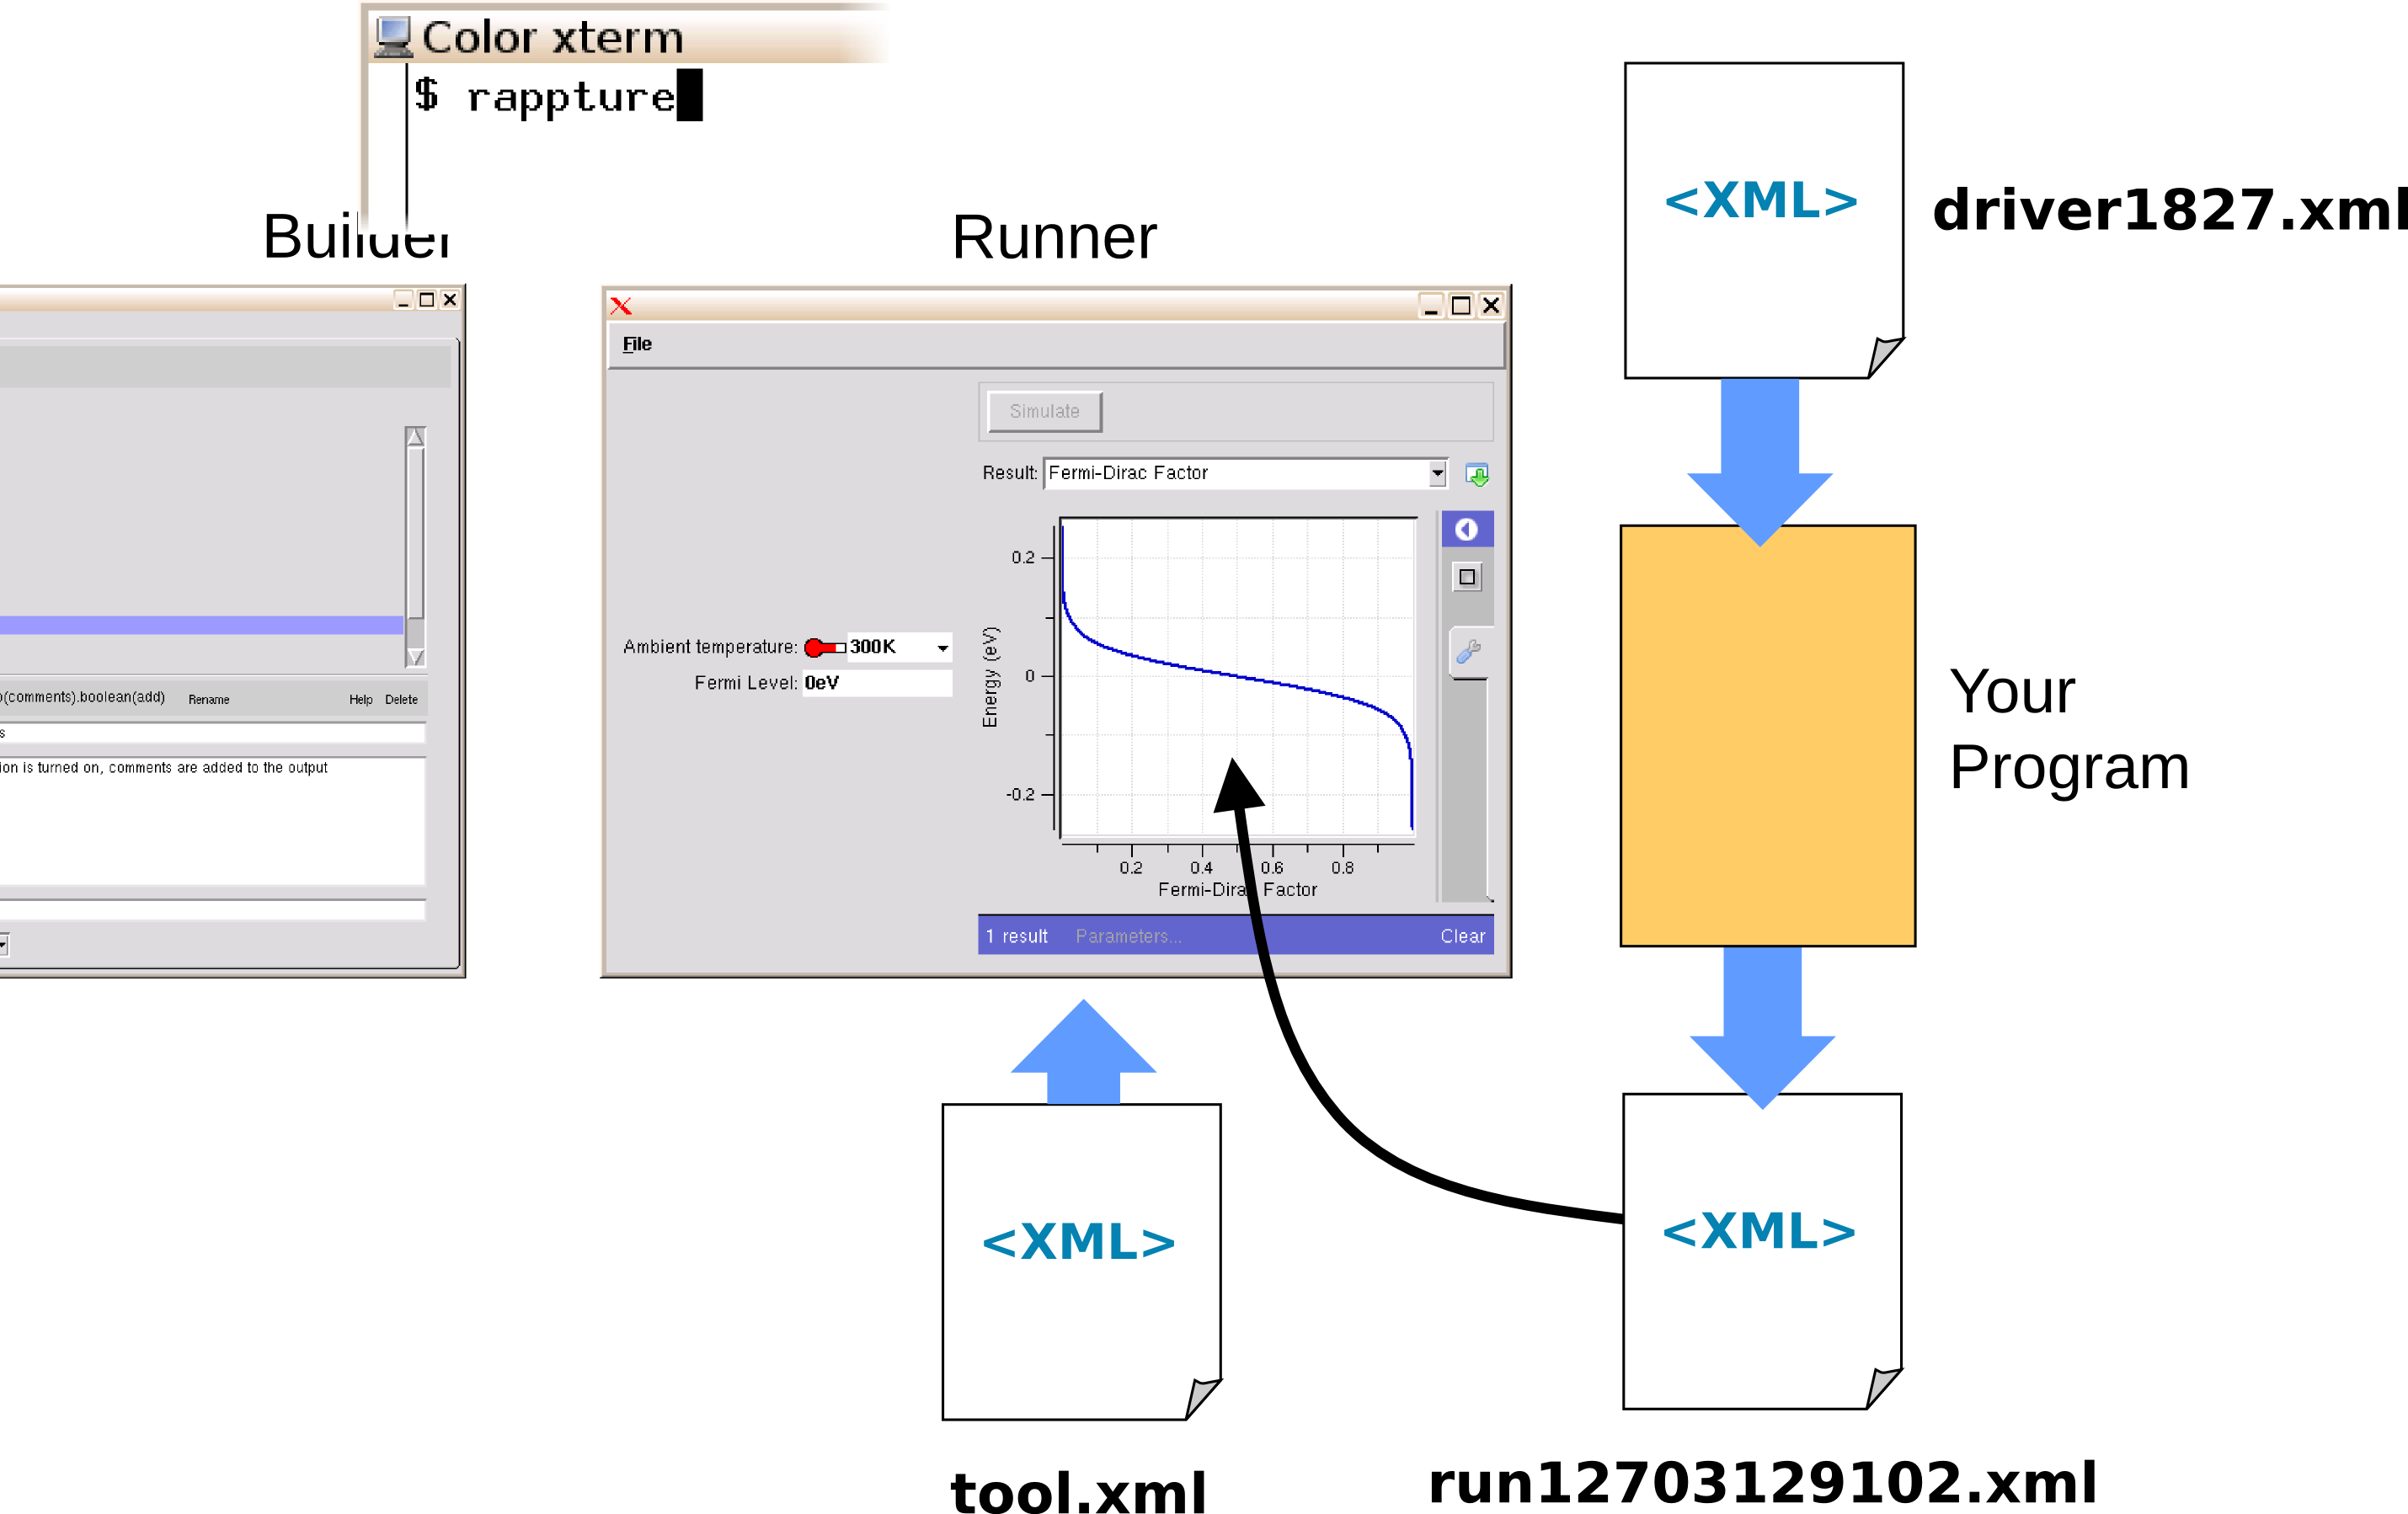 Color xterm
$ rappture
Builder
Runner
File
Simulate
Result: Fermi-Dirac Factor
0.2
0
-0.2
Energy (eV)
0.2 0.4 0.6 0.8
Fermi-Dirac Factor
Ambient temperature: 300K
Fermi Level: 0eV
1 result Parameters... Clear
(comments).boolean(add) Rename Help Delete
s
ion is turned on, comments are added to the output
<XML>
driver1827.xml
Your
Program
<XML>
tool.xml
<XML>
run12703129102.xml